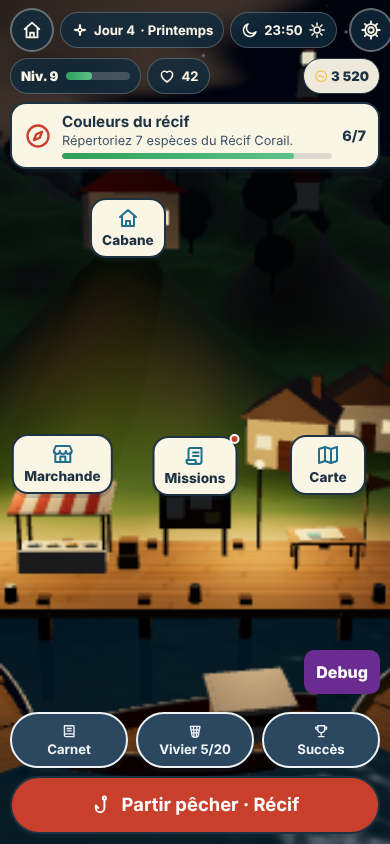 Jour 4 · Printemps
23:50
Niv. 9
42
3 520
Couleurs du récif
Répertoriez 7 espèces du Récif Corail.
6/7
Cabane
Marchande
Missions
Carte
Debug
Carnet
Vivier 5/20
Succès
Partir pêcher · Récif